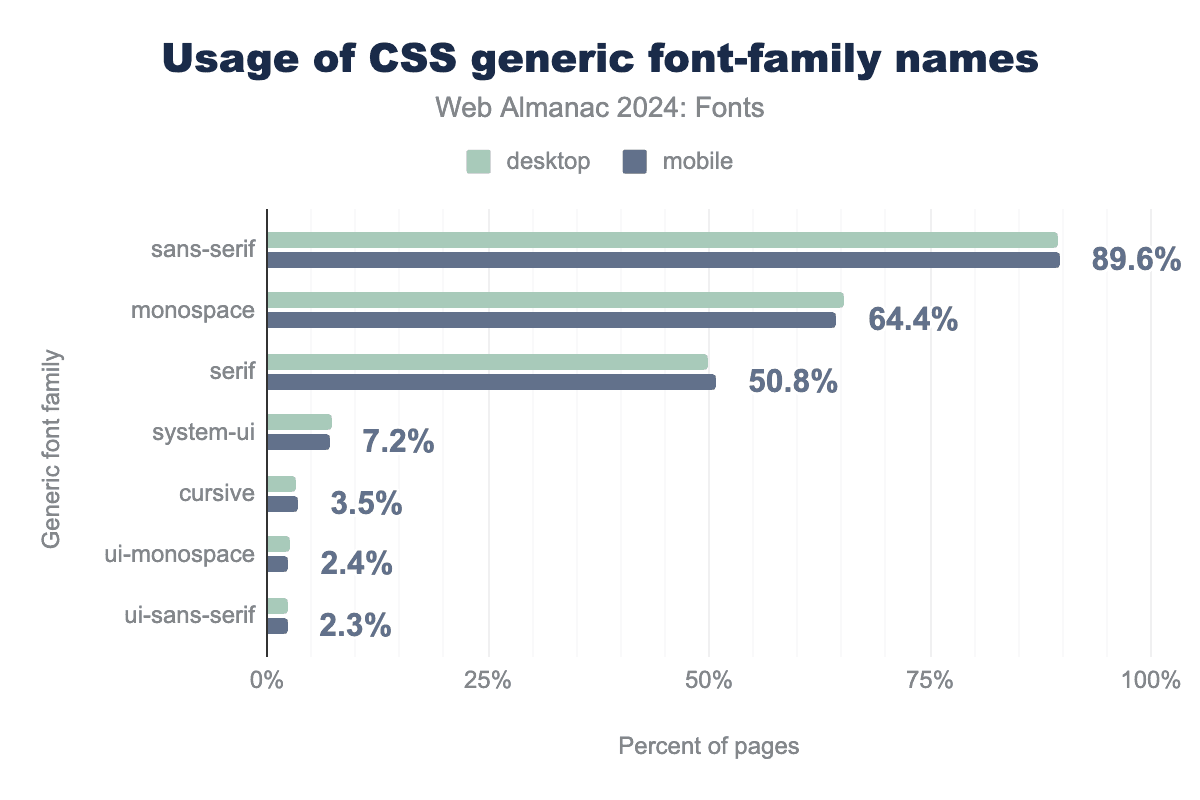 Usage of CSS generic font-family names
Web Almanac 2024: Fonts
desktop mobile
sans-serif 89.6%
monospace 64.4%
serif 50.8%
system-ui 7.2%
cursive 3.5%
ui-monospace 2.4%
ui-sans-serif 2.3%
Generic font family
0% 25% 50% 75% 100%
Percent of pages